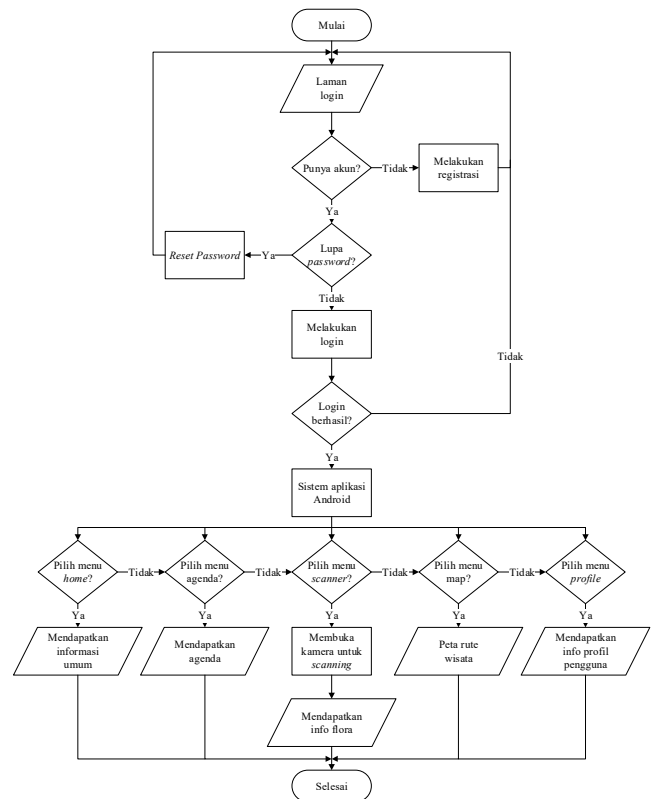 Mulai
Laman
login
Punya akun?
Tidak
Melakukan
registrasi
Ya
Lupa
password?
Ya
Reset Password
Tidak
Melakukan
login
Tidak
Login
berhasil?
Ya
Sistem aplikasi
Android
Pilih menu
home?
Tidak
Pilih menu
agenda?
Tidak
Pilih menu
scanner?
Tidak
Pilih menu
map?
Tidak
Pilih menu
profile
Ya
Ya
Ya
Ya
Ya
Mendapatkan
informasi
umum
Mendapatkan
agenda
Membuka
kamera untuk
scanning
Peta rute
wisata
Mendapatkan
info profil
pengguna
Mendapatkan
info flora
Selesai